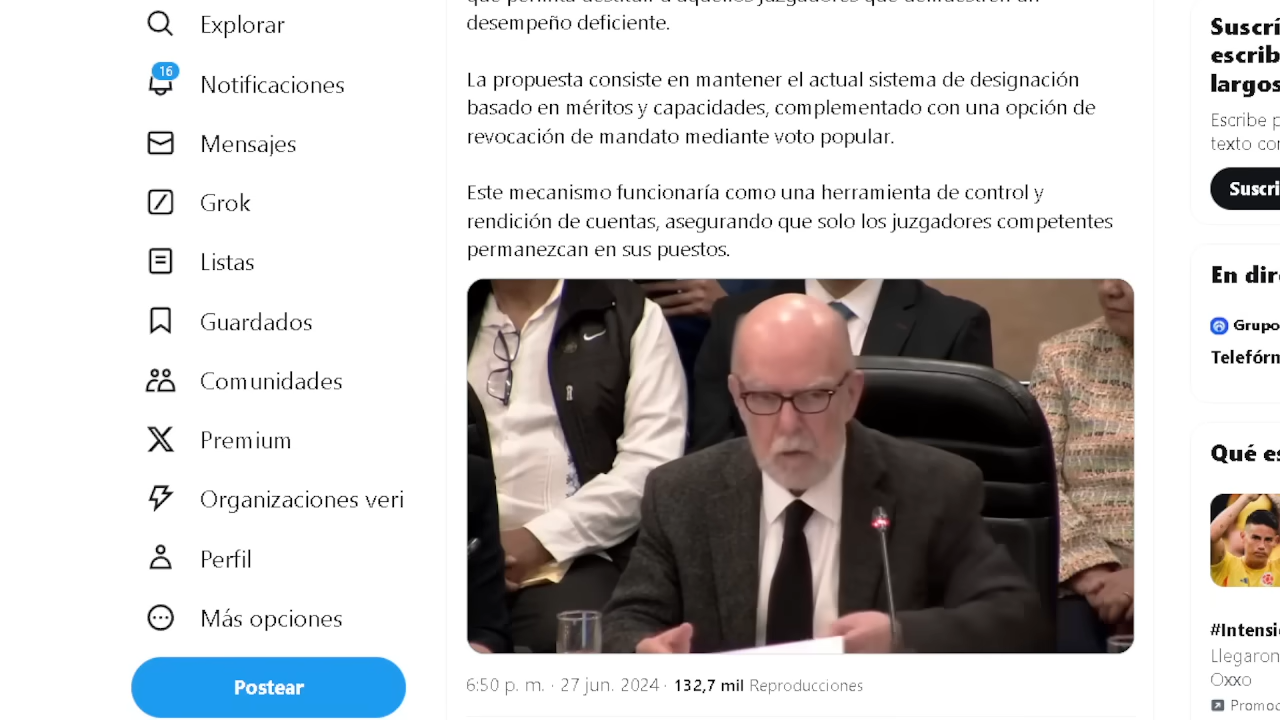 Explorar
16
Notificaciones
Mensajes
Grok
Listas
Guardados
Comunidades
Premium
Organizaciones veri
Perfil
Más opciones
Postear
desempeño deficiente.
La propuesta consiste en mantener el actual sistema de designación
basado en méritos y capacidades, complementado con una opción de
revocación de mandato mediante voto popular.
Este mecanismo funcionaría como una herramienta de control y
rendición de cuentas, asegurando que solo los juzgadores competentes
permanezcan en sus puestos.
6:50 p. m. · 27 jun. 2024 · 132,7 mil Reproducciones
Suscrí
escrib
largos
Escribe p
texto co
Suscri
En dir
Grupo
Telefór
Qué es
#Intensi
Llegaron
Oxxo
Promoc